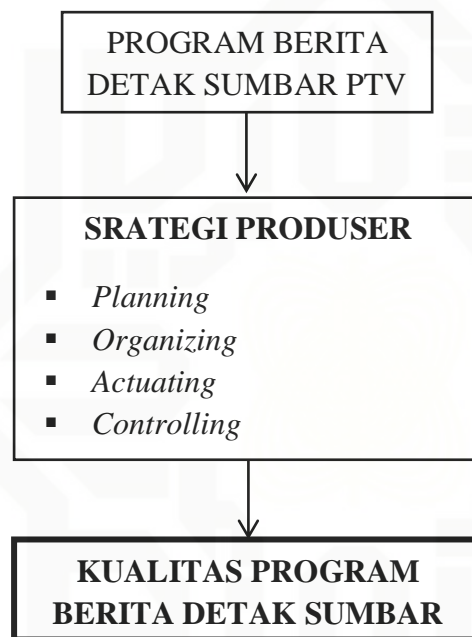 PROGRAM BERITA
DETAK SUMBAR PTV
SRATEGI PRODUSER
▪ Planning
▪ Organizing
▪ Actuating
▪ Controlling
KUALITAS PROGRAM
BERITA DETAK SUMBAR